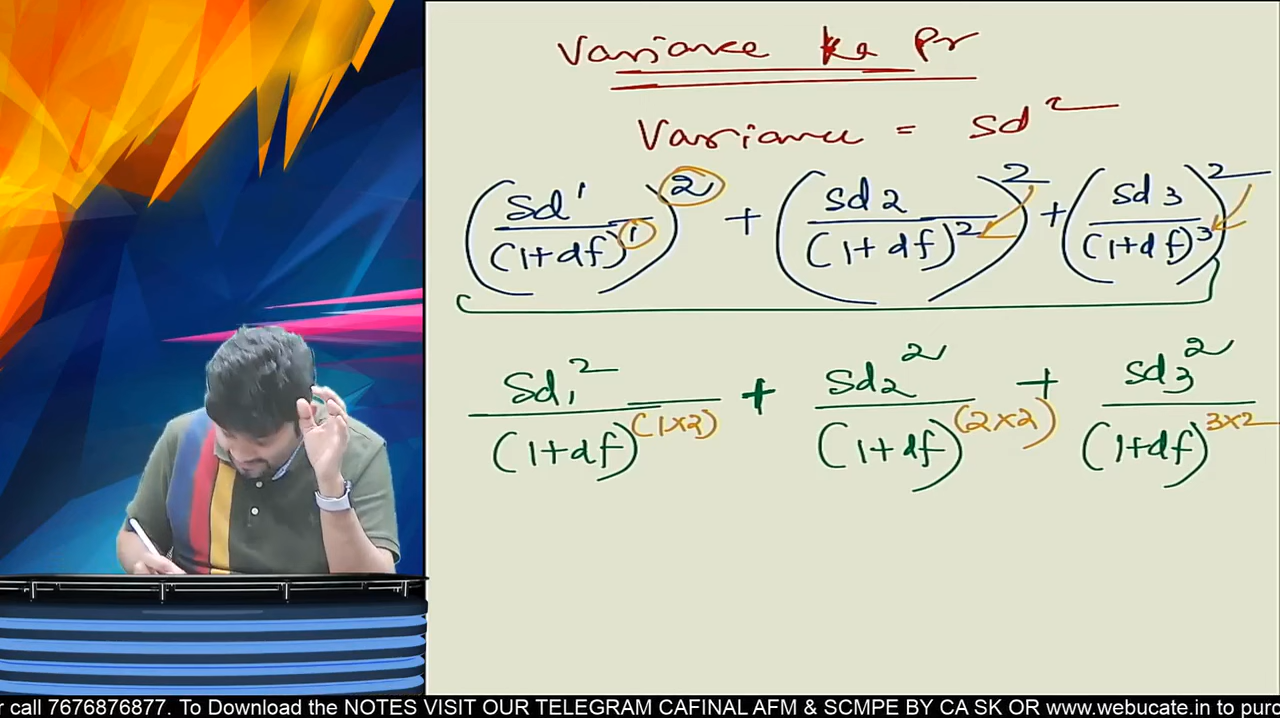 Variance ka Pr
Variance = sd²
(sd1/(1+df)¹)² + (sd2/(1+df)²)² + (sd3/(1+df)³)²
sd₁²/(1+df)^(1×2) + sd₂²/(1+df)^(2×2) + sd₃²/(1+df)^3×2
r call 7676876877. To Download the NOTES VISIT OUR TELEGRAM CAFINAL AFM & SCMPE BY CA SK OR www.webucate.in to purc